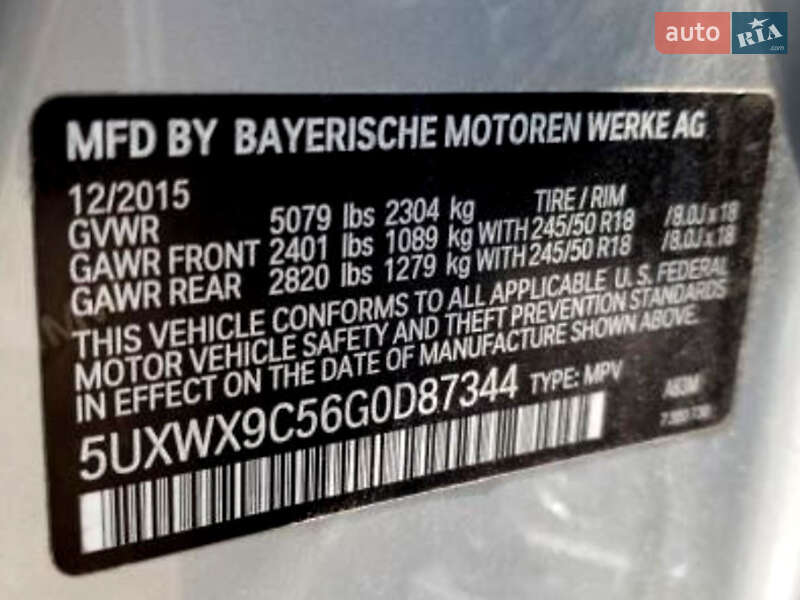 auto RIA.com
MFD BY BAYERISCHE MOTOREN WERKE AG
12/2015 TIRE / RIM
GVWR 5079 lbs 2304 kg
GAWR FRONT 2401 lbs 1089 kg WITH 245/50 R18 /8.0J x 18
GAWR REAR 2820 lbs 1279 kg WITH 245/50 R18 /8.0J x 18
THIS VEHICLE CONFORMS TO ALL APPLICABLE U. S. FEDERAL
MOTOR VEHICLE SAFETY AND THEFT PREVENTION STANDARDS
IN EFFECT ON THE DATE OF MANUFACTURE SHOWN ABOVE.
5UXWX9C56G0D87344 TYPE: MPV